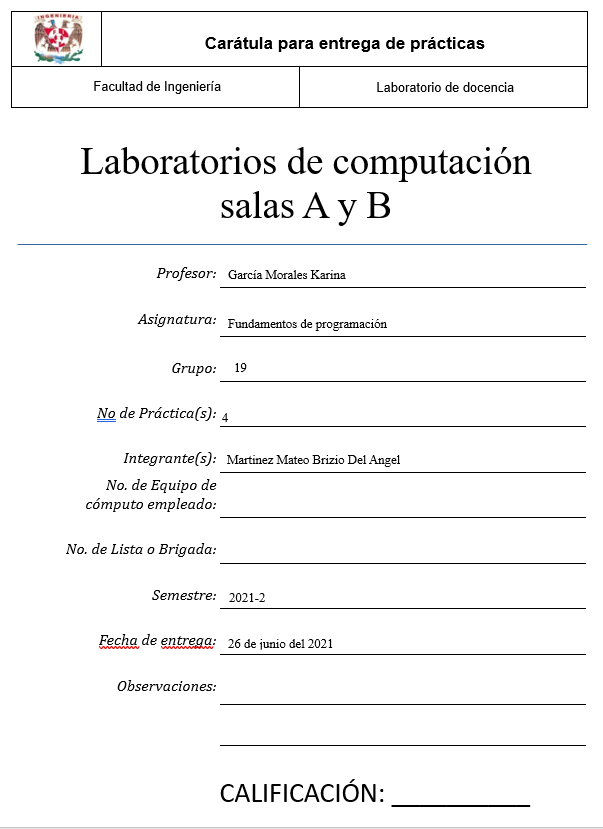 INGENIERIA
Carátula para entrega de prácticas
Facultad de Ingeniería
Laboratorio de docencia
Laboratorios de computación
salas A y B
Profesor: García Morales Karina
Asignatura: Fundamentos de programación
Grupo: 19
No de Práctica(s): 4
Integrante(s): Martinez Mateo Brizio Del Angel
No. de Equipo de
cómputo empleado:
No. de Lista o Brigada:
Semestre: 2021-2
Fecha de entrega: 26 de junio del 2021
Observaciones:
CALIFICACIÓN: __________